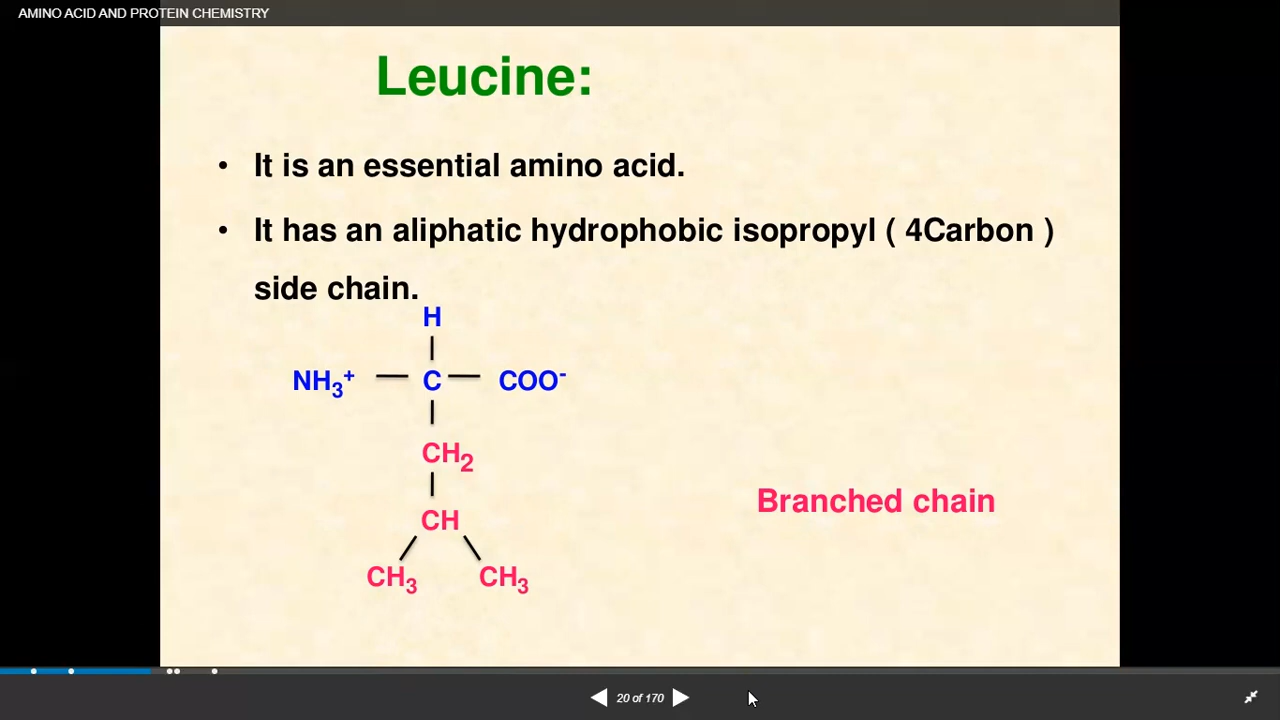 AMINO ACID AND PROTEIN CHEMISTRY
Leucine:
• It is an essential amino acid.
• It has an aliphatic hydrophobic isopropyl ( 4Carbon )
side chain.
H
NH₃⁺ — C — COO⁻
CH₂
CH
Branched chain
CH₃ CH₃
20 of 170